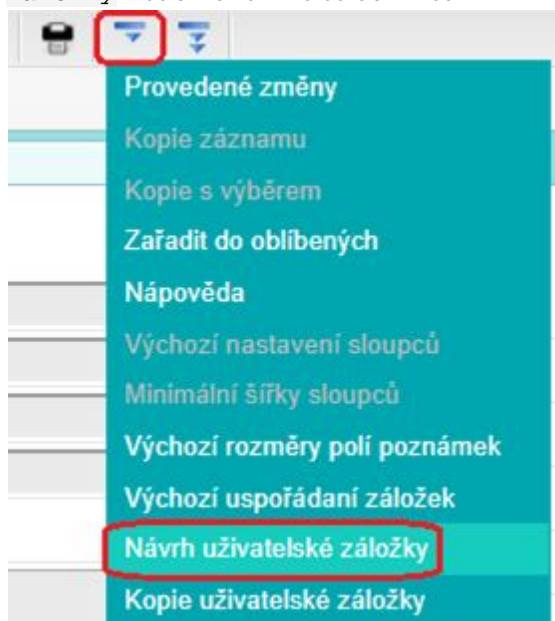 Provedené změny
Kopie záznamu
Kopie s výběrem
Zařadit do oblíbených
Nápověda
Výchozí nastavení sloupců
Minimální šířky sloupců
Výchozí rozměry polí poznámek
Výchozí uspořádaní záložek
Návrh uživatelské záložky
Kopie uživatelské záložky